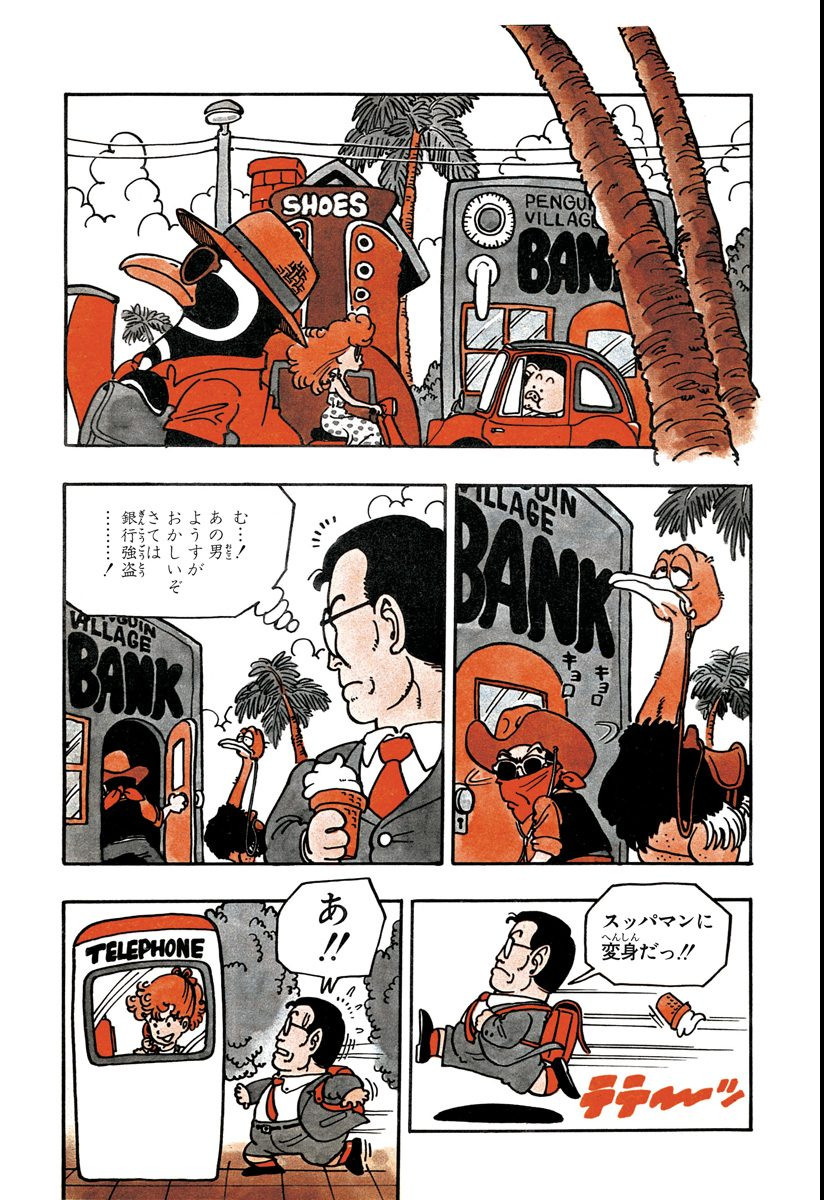 SHOES
PENGUI
VILLAGE
BANK
GUIN
VILLAGE
BANK
キョロ
キョロ
む…!
あの男
ようすが
おかしいぞ
さては
銀行強盗
………!
PENGUIN
VILLAGE
BANK
スッパマンに
変身だっ!!
テテーッ
あ!!
TELEPHONE